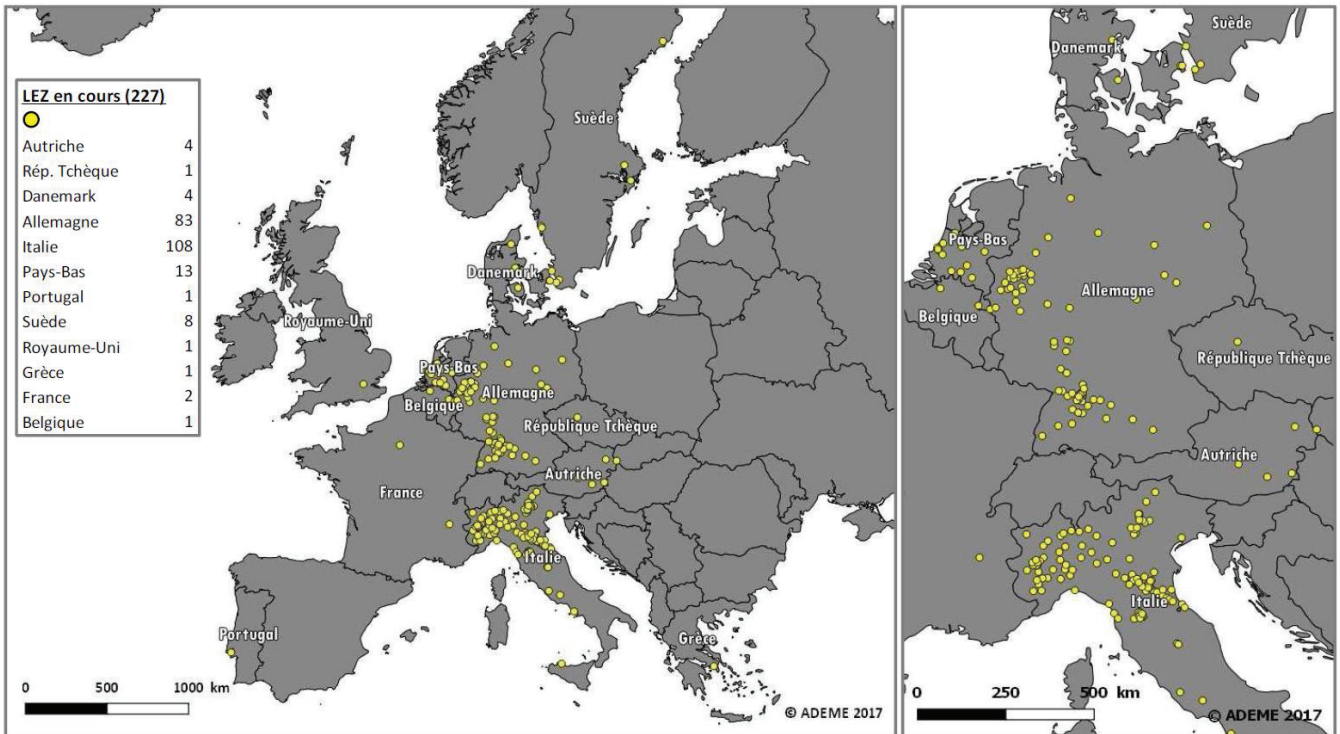 LEZ en cours (227)
Autriche 4
Rép. Tchèque 1
Danemark 4
Allemagne 83
Italie 108
Pays-Bas 13
Portugal 1
Suède 8
Royaume-Uni 1
Grèce 1
France 2
Belgique 1
Suède
Danemark
Royaume-Uni
Pays-Bas
Allemagne
Belgique
République Tchèque
Autriche
France
Italie
Portugal
Grèce
0 500 1000 km
© ADEME 2017
Suède
Danemark
Pays-Bas
Allemagne
Belgique
République Tchèque
Autriche
Italie
0 250 500 km
© ADEME 2017